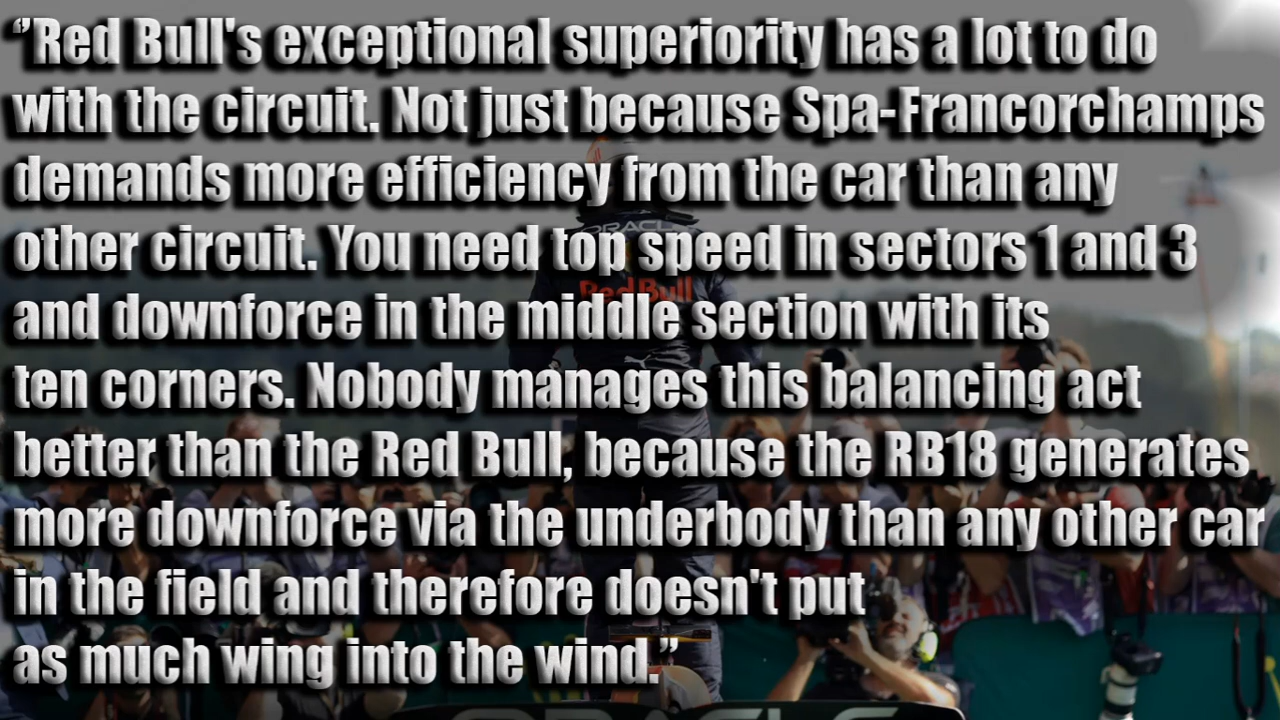 ”Red Bull's exceptional superiority has a lot to do
with the circuit. Not just because Spa-Francorchamps
demands more efficiency from the car than any
other circuit. You need top speed in sectors 1 and 3
and downforce in the middle section with its
ten corners. Nobody manages this balancing act
better than the Red Bull, because the RB18 generates
more downforce via the underbody than any other car
in the field and therefore doesn't put
as much wing into the wind.”
ORACLE
Red Bull
ORACLE